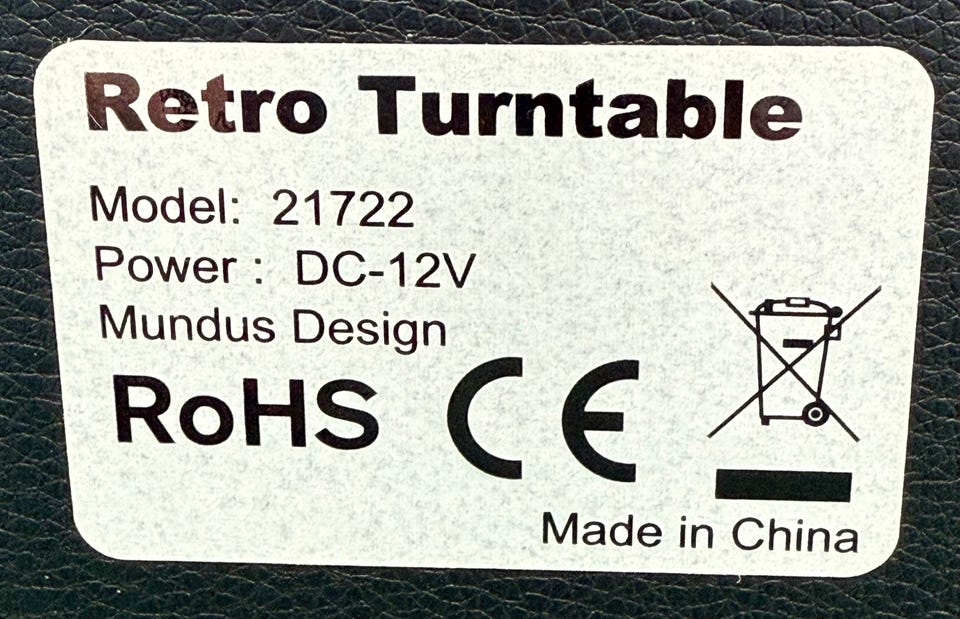 Retro Turntable
Model: 21722
Power : DC-12V
Mundus Design
RoHS CE
Made in China